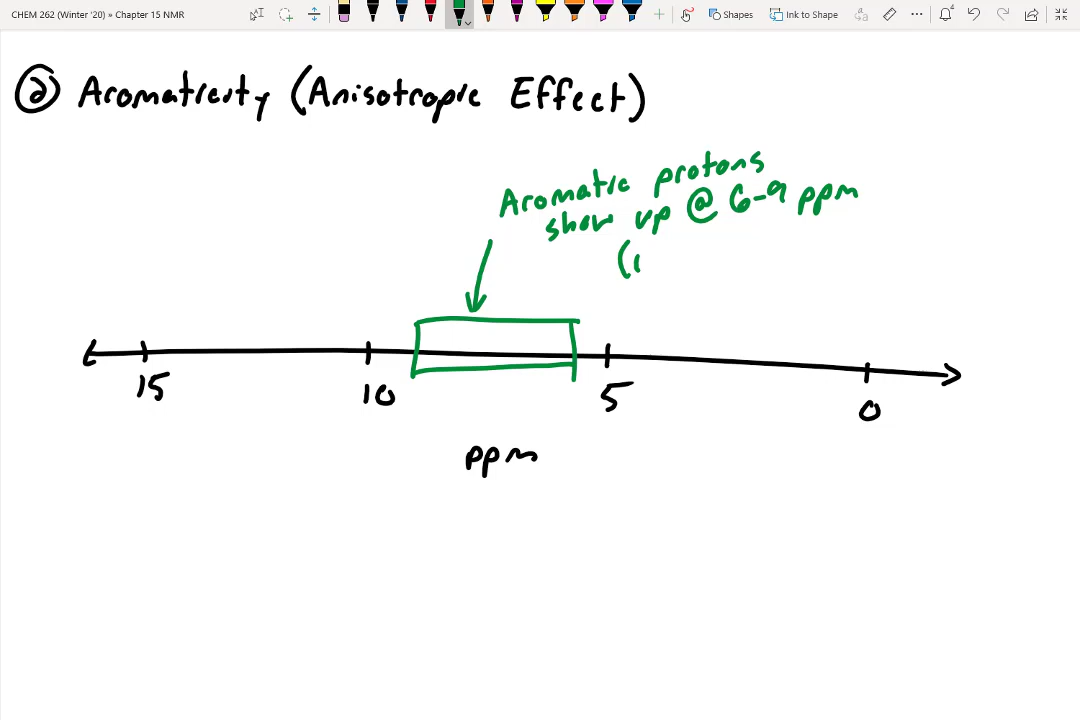 CHEM 262 (Winter '20) » Chapter 15 NMR
Shapes
Ink to Shape
② Aromaticity (Anisotropic Effect)
Aromatic protons
show up @ 6-9 ppm
(
15
10
5
0
ppm